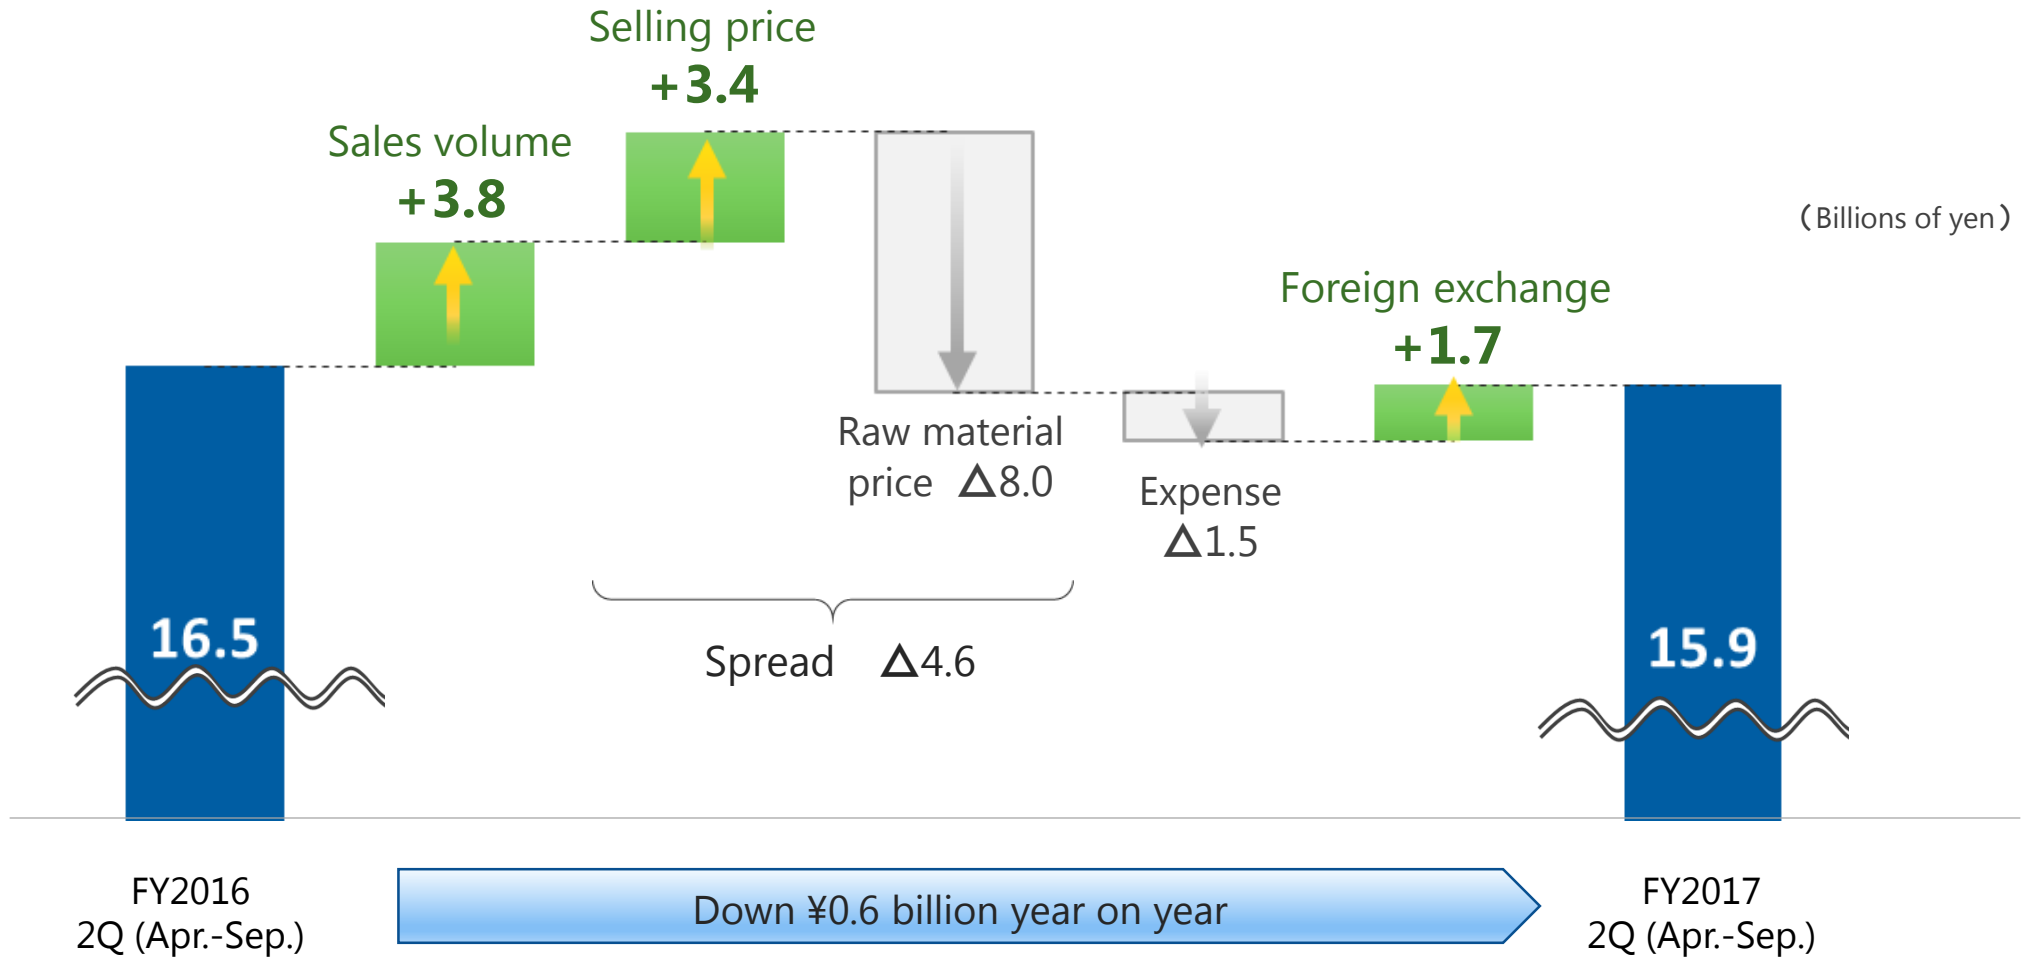 Selling price
+3.4
Sales volume
+3.8
(Billions of yen)
Foreign exchange
+1.7
Raw material
price △8.0
Expense
△1.5
16.5
15.9
Spread △4.6
FY2016
2Q (Apr.-Sep.)
Down ¥0.6 billion year on year
FY2017
2Q (Apr.-Sep.)